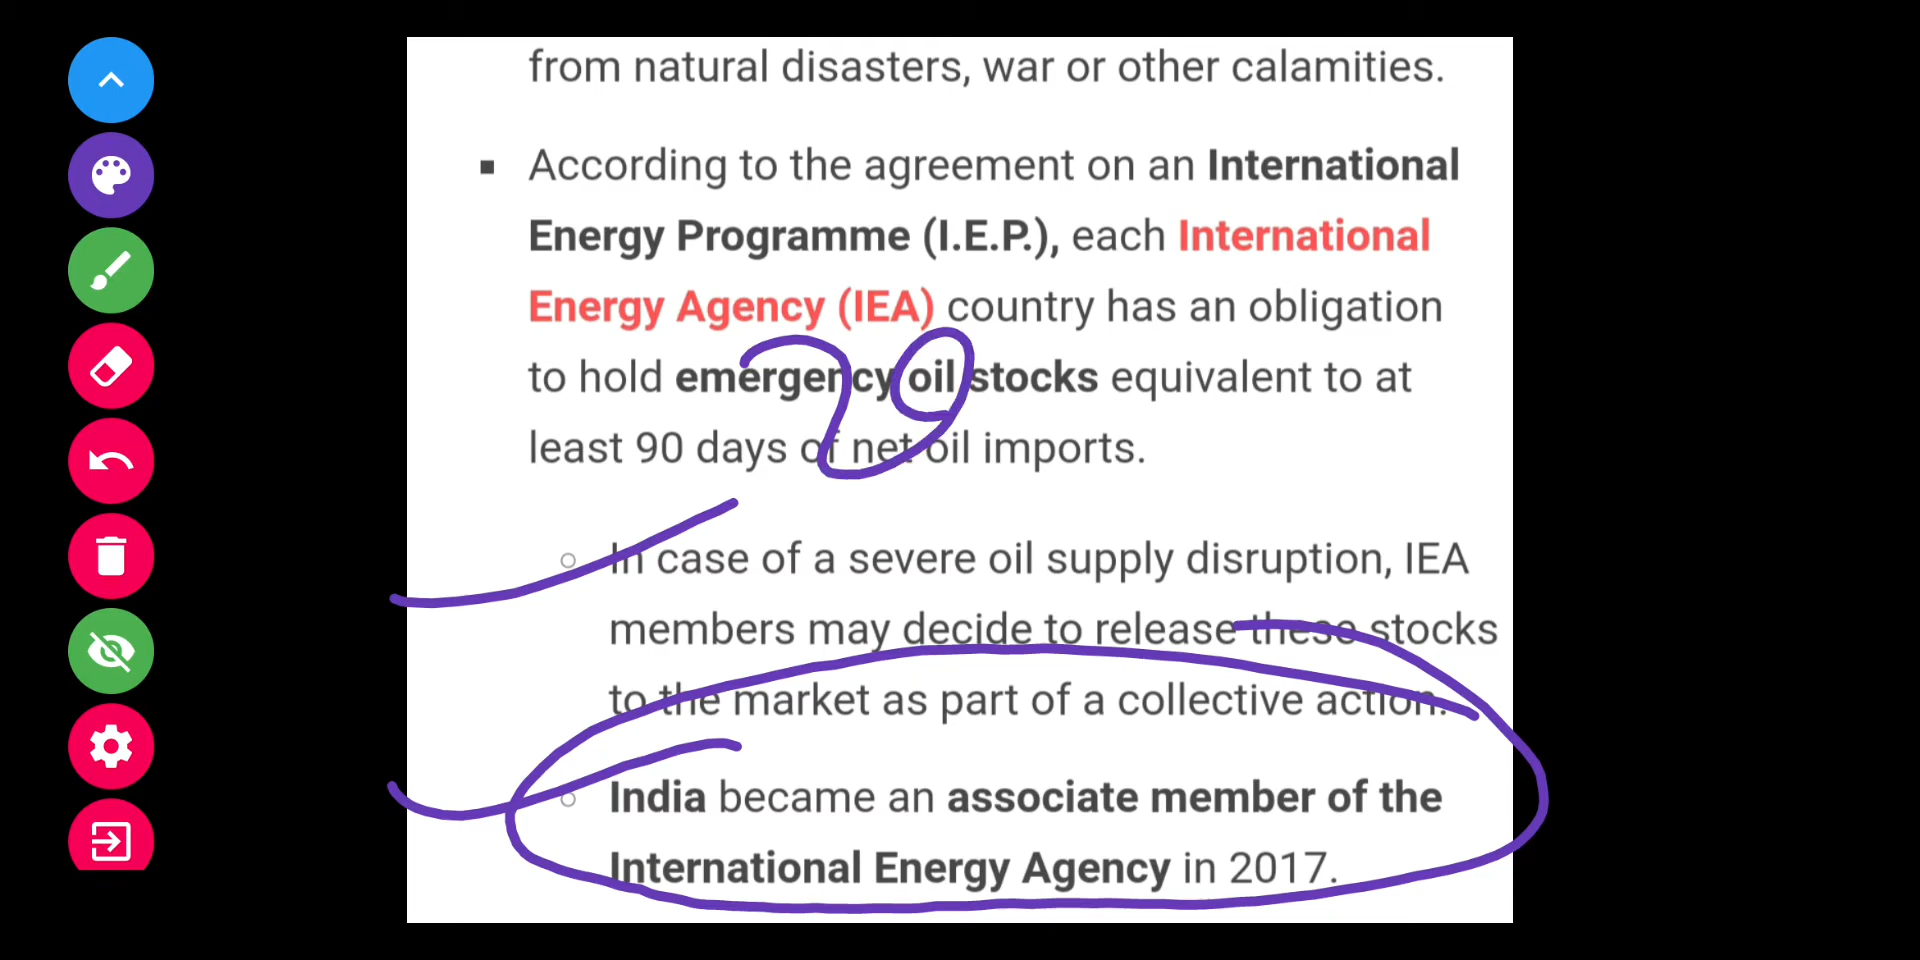 from natural disasters, war or other calamities.
▪ According to the agreement on an International
Energy Programme (I.E.P.), each International
Energy Agency (IEA) country has an obligation
to hold emergency oil stocks equivalent to at
least 90 days of net oil imports.
○ In case of a severe oil supply disruption, IEA
members may decide to release these stocks
to the market as part of a collective action.
○ India became an associate member of the
International Energy Agency in 2017.